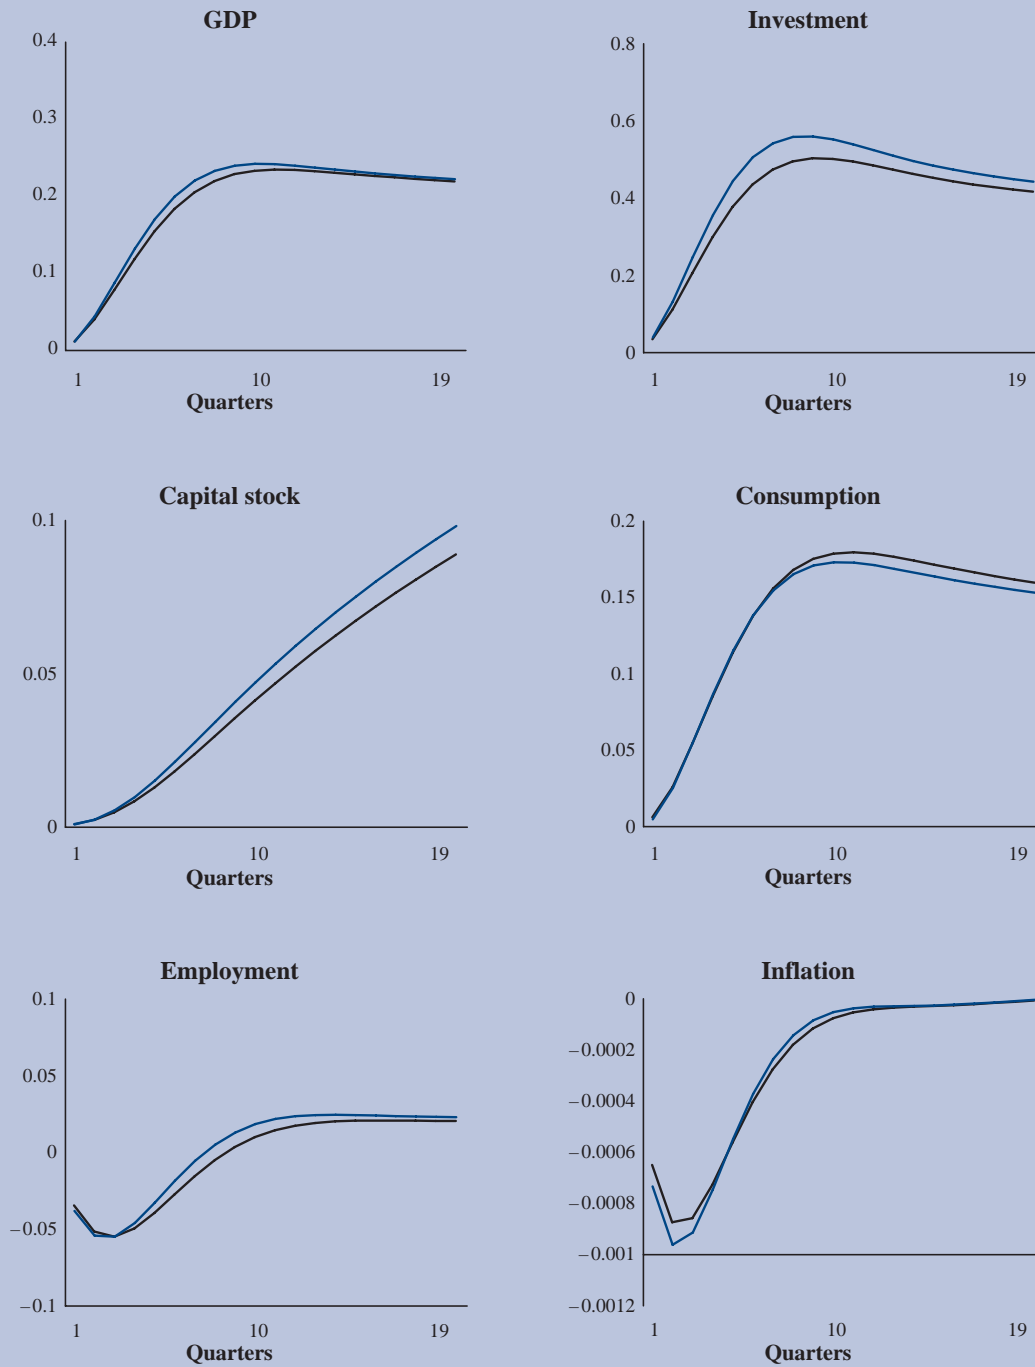 GDP
0.4
0.3
0.2
0.1
0
1 10 19
Quarters
Investment
0.8
0.6
0.4
0.2
0
1 10 19
Quarters
Capital stock
0.1
0.05
0
1 10 19
Quarters
Consumption
0.2
0.15
0.1
0.05
0
1 10 19
Quarters
Employment
0.1
0.05
0
−0.05
−0.1
1 10 19
Quarters
Inflation
0
−0.0002
−0.0004
−0.0006
−0.0008
−0.001
−0.0012
1 10 19
Quarters